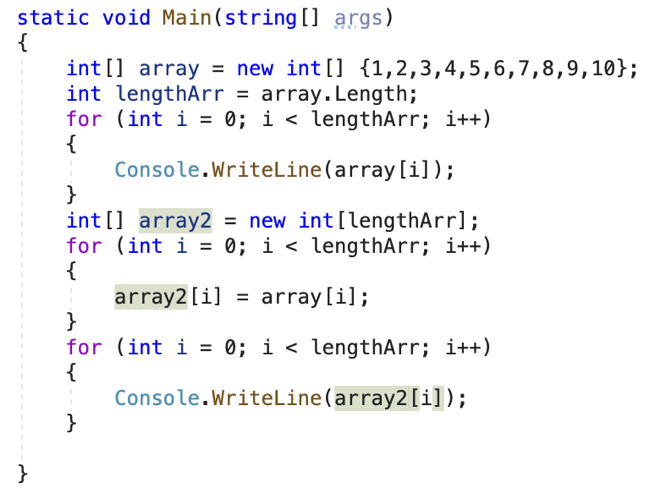 static void Main(string[] args)
{
    int[] array = new int[] {1,2,3,4,5,6,7,8,9,10};
    int lengthArr = array.Length;
    for (int i = 0; i < lengthArr; i++)
    {
        Console.WriteLine(array[i]);
    }
    int[] array2 = new int[lengthArr];
    for (int i = 0; i < lengthArr; i++)
    {
        array2[i] = array[i];
    }
    for (int i = 0; i < lengthArr; i++)
    {
        Console.WriteLine(array2[i]);
    }
}